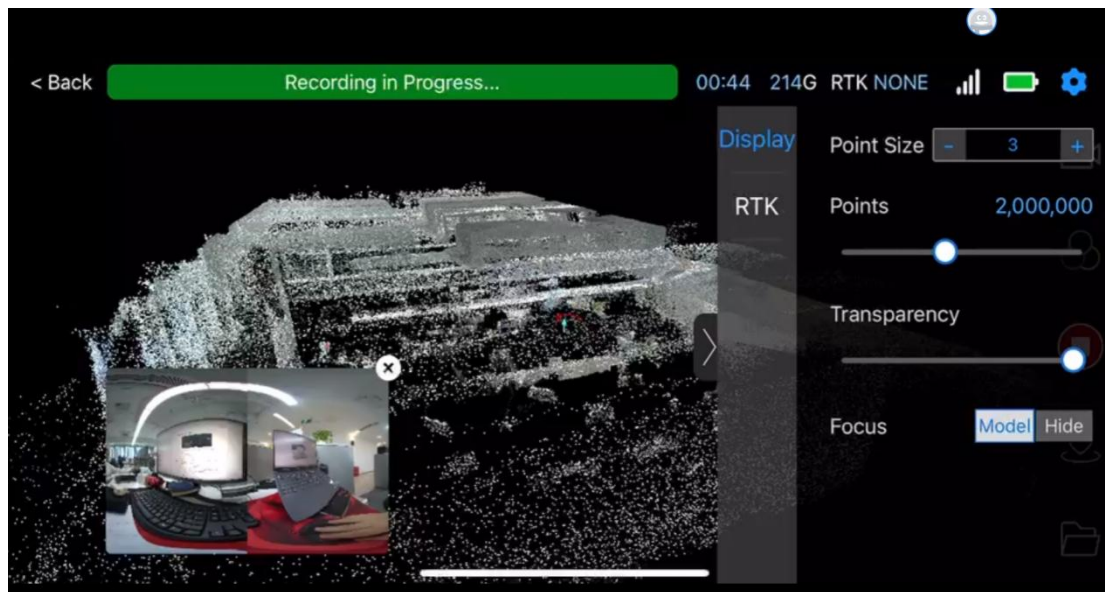 < Back
Recording in Progress...
00:44 214G RTK NONE
Display
RTK
Point Size - 3 +
Points 2,000,000
Transparency
Focus Model Hide